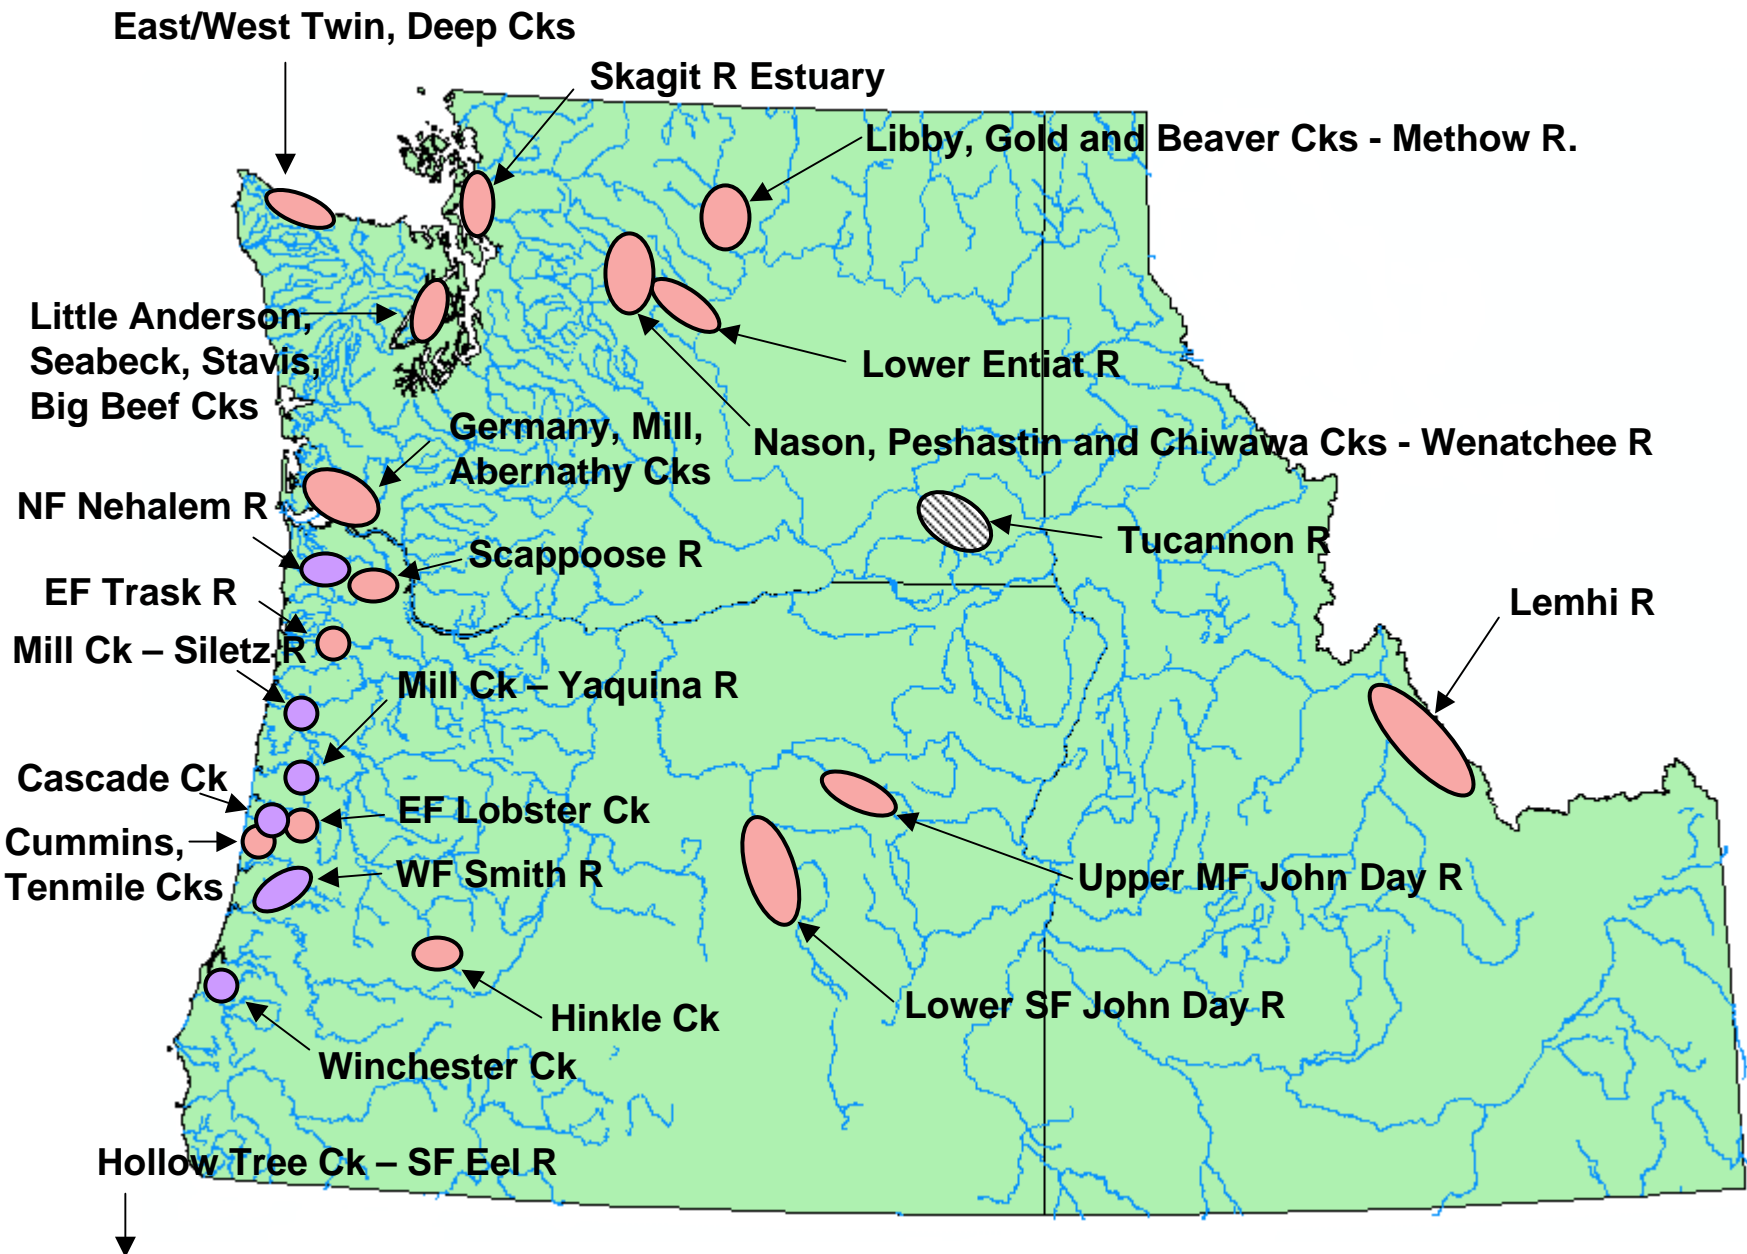 East/West Twin, Deep Cks
Skagit R Estuary
Libby, Gold and Beaver Cks - Methow R.
Little Anderson,
Seabeck, Stavis,
Big Beef Cks
Lower Entiat R
Germany, Mill,
Abernathy Cks
Nason, Peshastin and Chiwawa Cks - Wenatchee R
NF Nehalem R
Scappoose R
Tucannon R
EF Trask R
Lemhi R
Mill Ck – Siletz R
Mill Ck – Yaquina R
Cascade Ck
EF Lobster Ck
Cummins,
Tenmile Cks
WF Smith R
Upper MF John Day R
Lower SF John Day R
Hinkle Ck
Winchester Ck
Hollow Tree Ck – SF Eel R